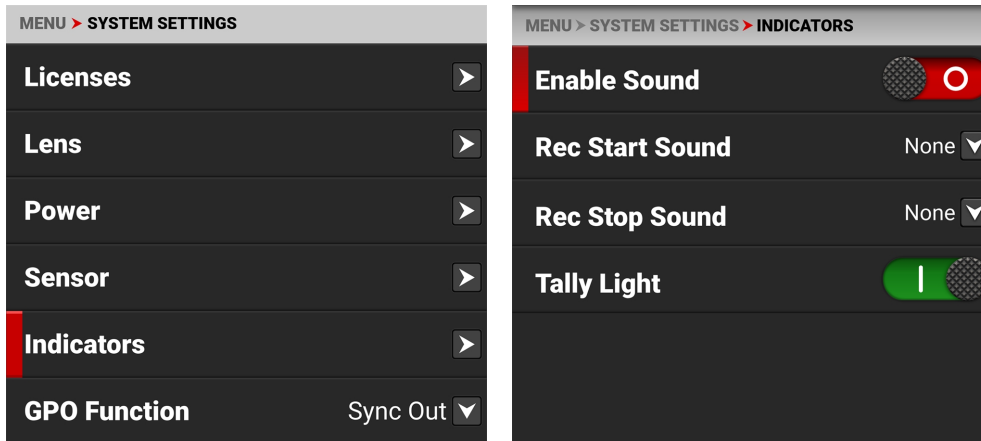 MENU > SYSTEM SETTINGS
Licenses
Lens
Power
Sensor
Indicators
GPO Function Sync Out
MENU > SYSTEM SETTINGS > INDICATORS
Enable Sound
Rec Start Sound None
Rec Stop Sound None
Tally Light